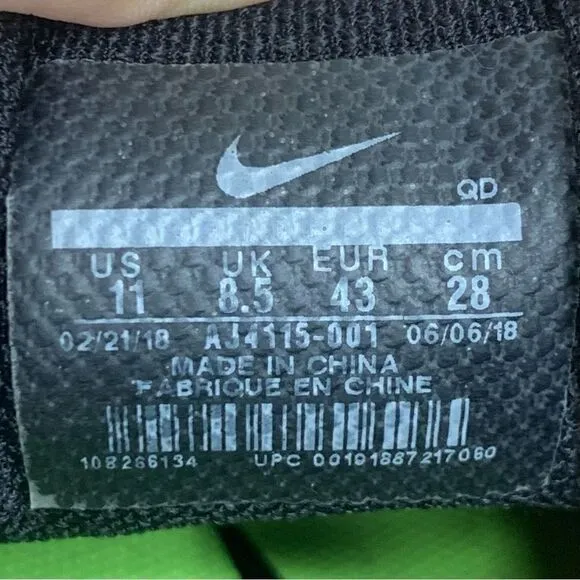 QD
US UK EUR cm
11 8.5 43 28
02/21/18 AJ4115-001 06/06/18
MADE IN CHINA
FABRIQUE EN CHINE
108266134 UPC 00191887217060